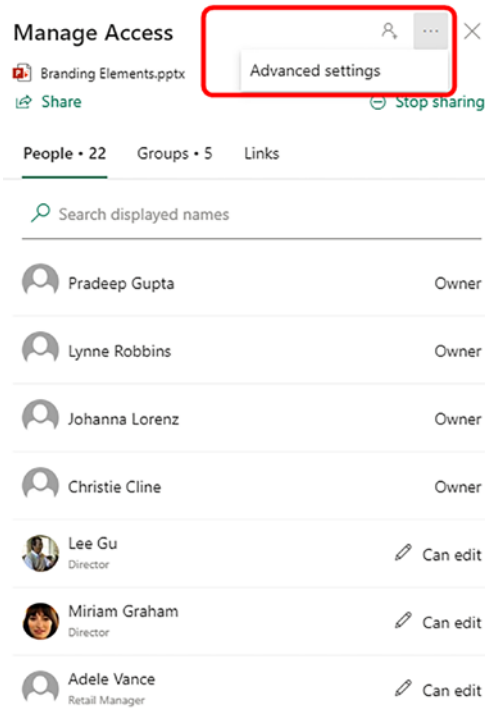 Manage Access
Advanced settings
Branding Elements.pptx
Share
Stop sharing
People • 22 Groups • 5 Links
Search displayed names
Pradeep Gupta Owner
Lynne Robbins Owner
Johanna Lorenz Owner
Christie Cline Owner
Lee Gu
Director
Can edit
Miriam Graham
Director
Can edit
Adele Vance
Retail Manager
Can edit